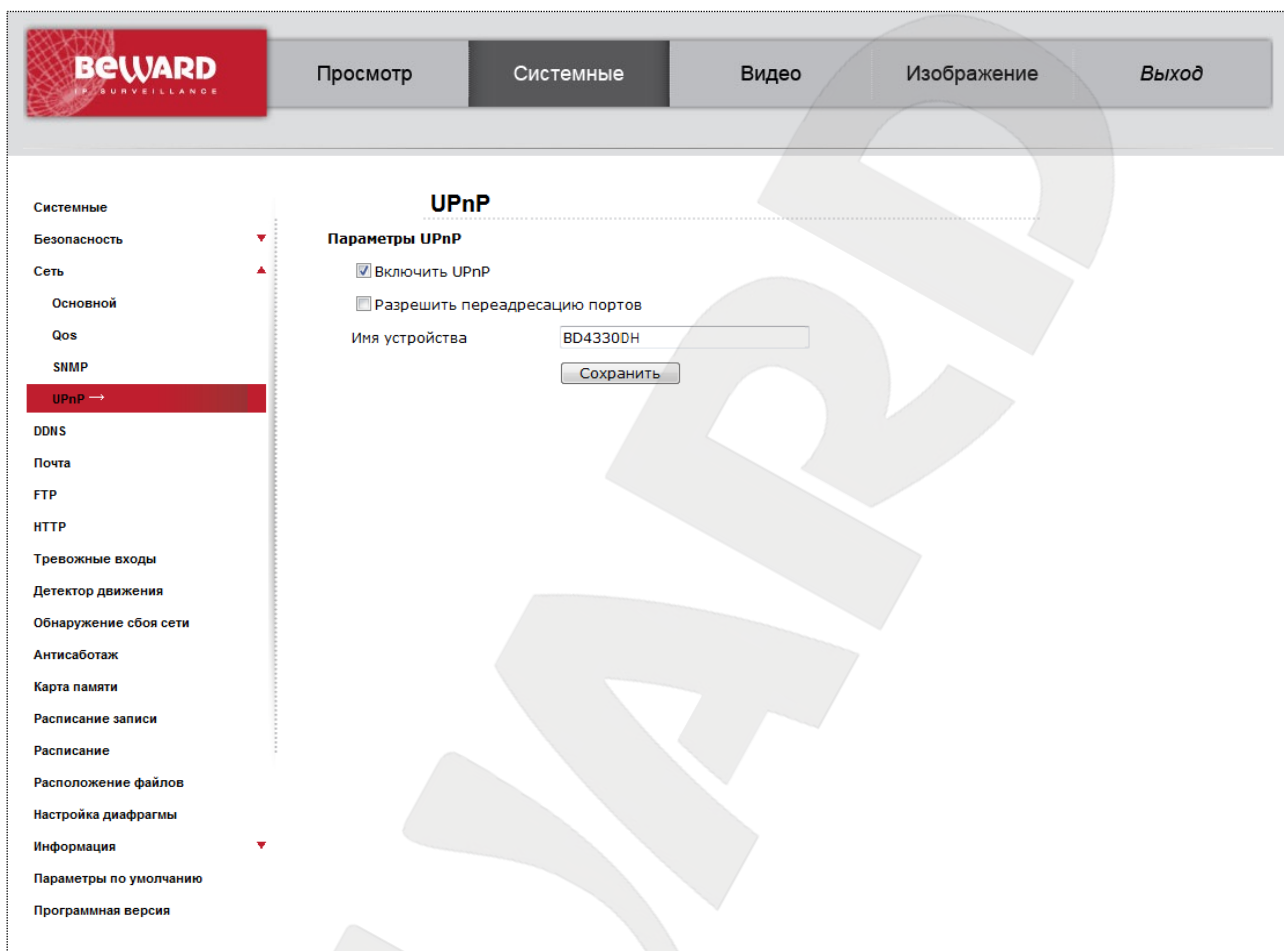 BEWARD
IP SURVEILLANCE
Просмотр
Системные
Видео
Изображение
Выход
Системные
Безопасность
Сеть
Основной
Qos
SNMP
UPnP →
DDNS
Почта
FTP
HTTP
Тревожные входы
Детектор движения
Обнаружение сбоя сети
Антисаботаж
Карта памяти
Расписание записи
Расписание
Расположение файлов
Настройка диафрагмы
Информация
Параметры по умолчанию
Программная версия
UPnP
Параметры UPnP
Включить UPnP
Разрешить переадресацию портов
Имя устройства BD4330DH
Сохранить
WARD